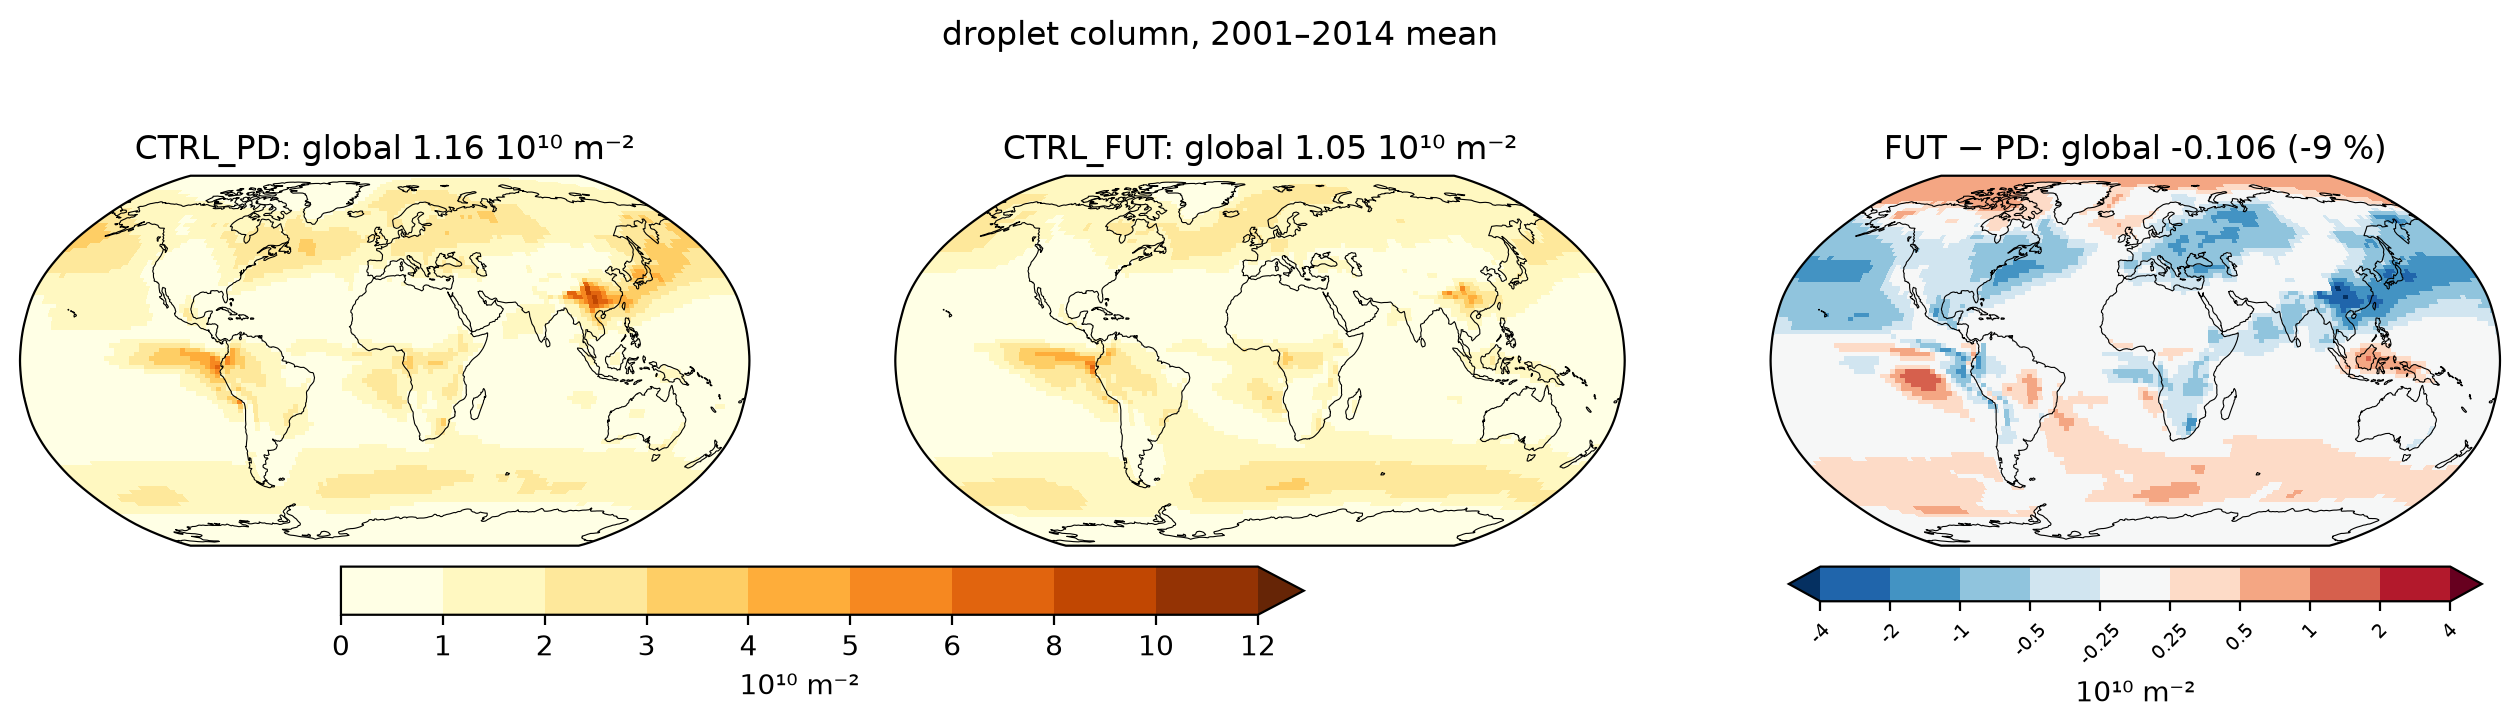 droplet column, 2001–2014 mean
CTRL_PD: global 1.16 10¹⁰ m⁻²
CTRL_FUT: global 1.05 10¹⁰ m⁻²
FUT − PD: global -0.106 (-9 %)
0 1 2 3 4 5 6 8 10 12
10¹⁰ m⁻²
-4 -2 -1 -0.5 -0.25 0.25 0.5 1 2 4
10¹⁰ m⁻²